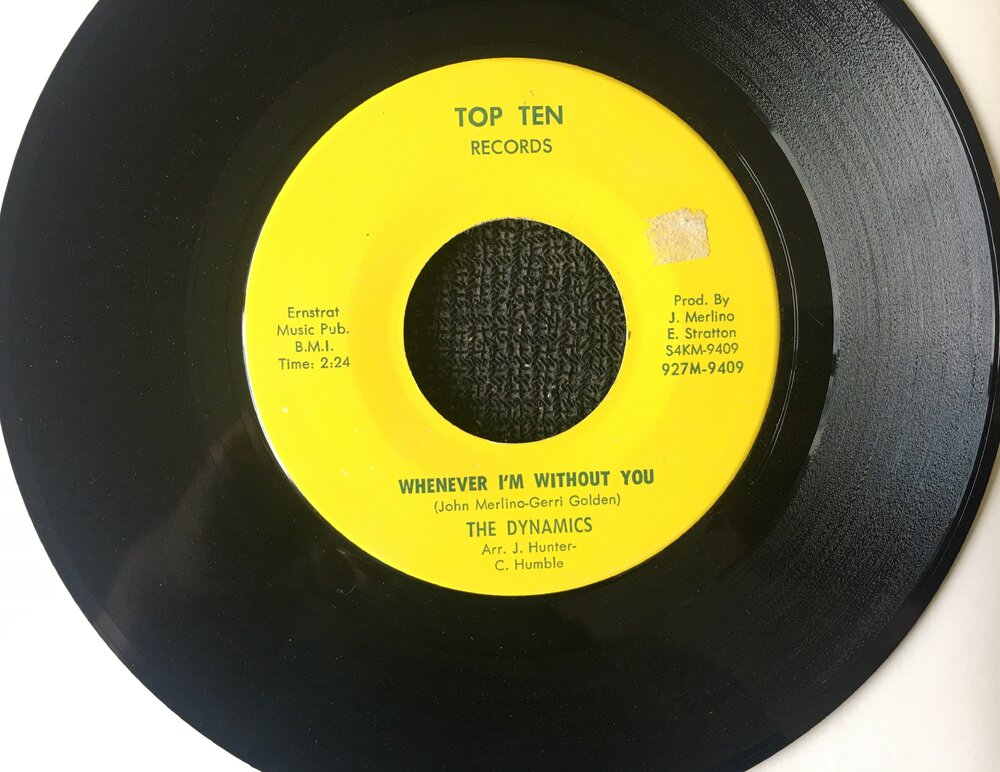 TOP TEN
RECORDS
Ernstrat
Music Pub.
B.M.I.
Time: 2:24
Prod. By
J. Merlino
E. Stratton
S4KM-9409
927M-9409
WHENEVER I'M WITHOUT YOU
(John Merlino-Gerri Golden)
THE DYNAMICS
Arr. J. Hunter-
C. Humble